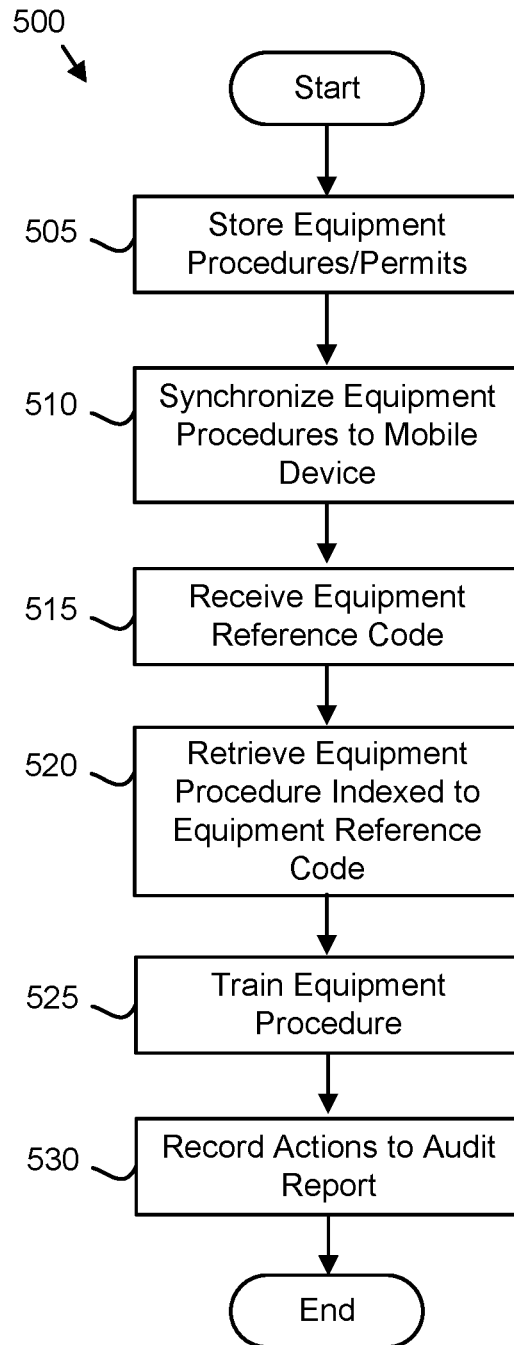 500
Start
505
Store Equipment
Procedures/Permits
510
Synchronize Equipment
Procedures to Mobile
Device
515
Receive Equipment
Reference Code
520
Retrieve Equipment
Procedure Indexed to
Equipment Reference
Code
525
Train Equipment
Procedure
530
Record Actions to Audit
Report
End